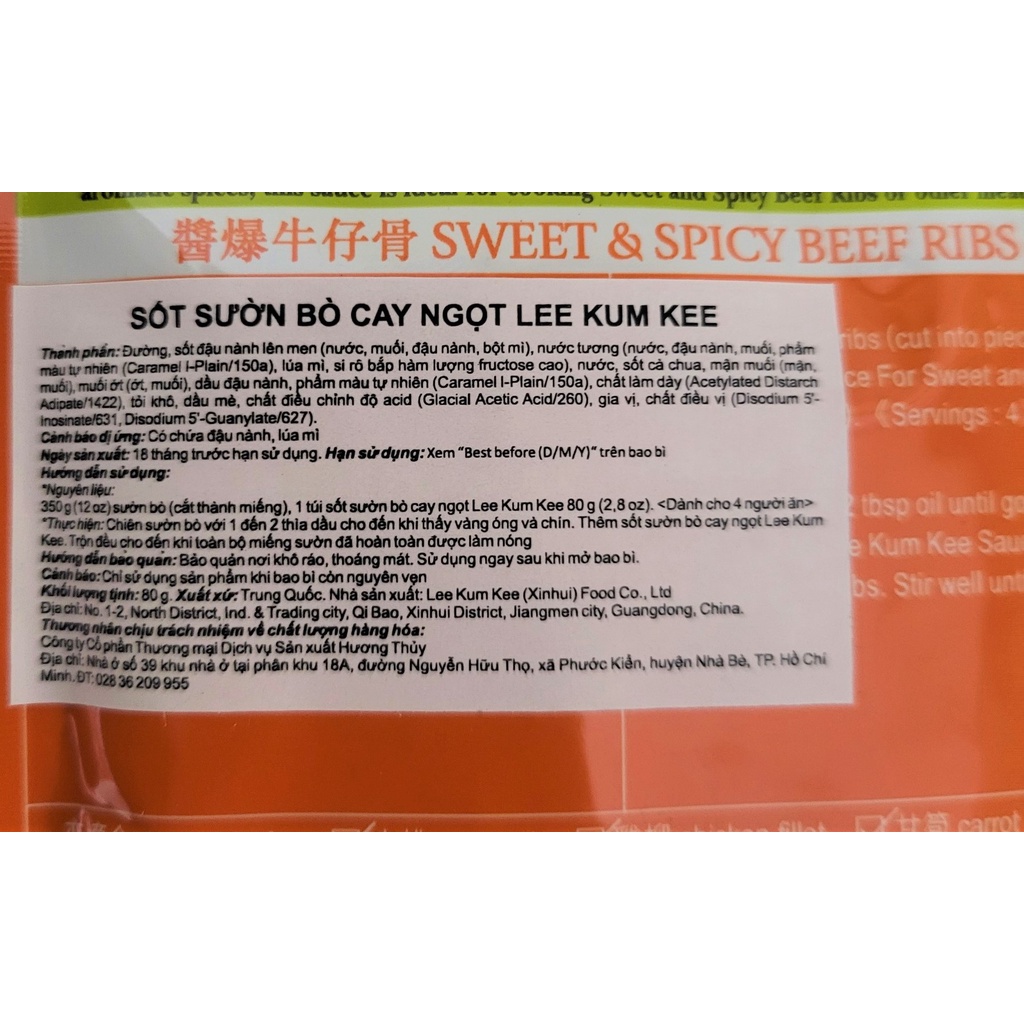 aromatic spices, this sauce is ideal for cooking Sweet and Spicy Beef Ribs or other
醬爆牛仔骨 SWEET & SPICY BEEF RIBS
SỐT SƯỜN BÒ CAY NGỌT LEE KUM KEE
Thành phần: Đường, sốt đậu nành lên men (nước, muối, đậu nành, bột mì), nước tương (nước, đậu nành, muối, phẩm
màu tự nhiên (Caramel I-Plain/150a), lúa mì, si rô bắp hàm lượng fructose cao), nước, sốt cà chua, mận muối (mận,
muối), muối ớt (ớt, muối), dầu đậu nành, phẩm màu tự nhiên (Caramel I-Plain/150a), chất làm dày (Acetylated Distarch
Adipate/1422), tỏi khô, dầu mè, chất điều chỉnh độ acid (Glacial Acetic Acid/260), gia vị, chất điều vị (Disodium 5'-
Inosinate/631, Disodium 5'-Guanylate/627).
Cảnh báo dị ứng: Có chứa đậu nành, lúa mì
Ngày sản xuất: 18 tháng trước hạn sử dụng. Hạn sử dụng: Xem "Best before (D/M/Y)" trên bao bì
Hướng dẫn sử dụng:
*Nguyên liệu:
350 g (12 oz) sườn bò (cắt thành miếng), 1 túi sốt sườn bò cay ngọt Lee Kum Kee 80 g (2,8 oz). <Dành cho 4 người ăn>
*Thực hiện: Chiên sườn bò với 1 đến 2 thìa dầu cho đến khi thấy vàng óng và chín. Thêm sốt sườn bò cay ngọt Lee Kum
Kee. Trộn đều cho đến khi toàn bộ miếng sườn đã hoàn toàn được làm nóng
Hướng dẫn bảo quản: Bảo quản nơi khô ráo, thoáng mát. Sử dụng ngay sau khi mở bao bì.
Cảnh báo: Chỉ sử dụng sản phẩm khi bao bì còn nguyên vẹn
Khối lượng tịnh: 80 g. Xuất xứ: Trung Quốc. Nhà sản xuất: Lee Kum Kee (Xinhui) Food Co., Ltd
Địa chỉ: No. 1-2, North District, Ind. & Trading city, Qi Bao, Xinhui District, Jiangmen city, Guangdong, China.
Thương nhân chịu trách nhiệm về chất lượng hàng hóa:
Công ty Cổ phần Thương mại Dịch vụ Sản xuất Hương Thủy
Địa chỉ: Nhà ở số 39 khu nhà ở tại phân khu 18A, đường Nguyễn Hữu Thọ, xã Phước Kiển, huyện Nhà Bè, TP. Hồ Chí
Minh. ĐT: 028 36 209 955
ribs (cut into
ce For Sweet
《Servings : 4
tbsp oil until
e Kum Kee
bs. Stir well
chicken fillet
甘筍 carrot